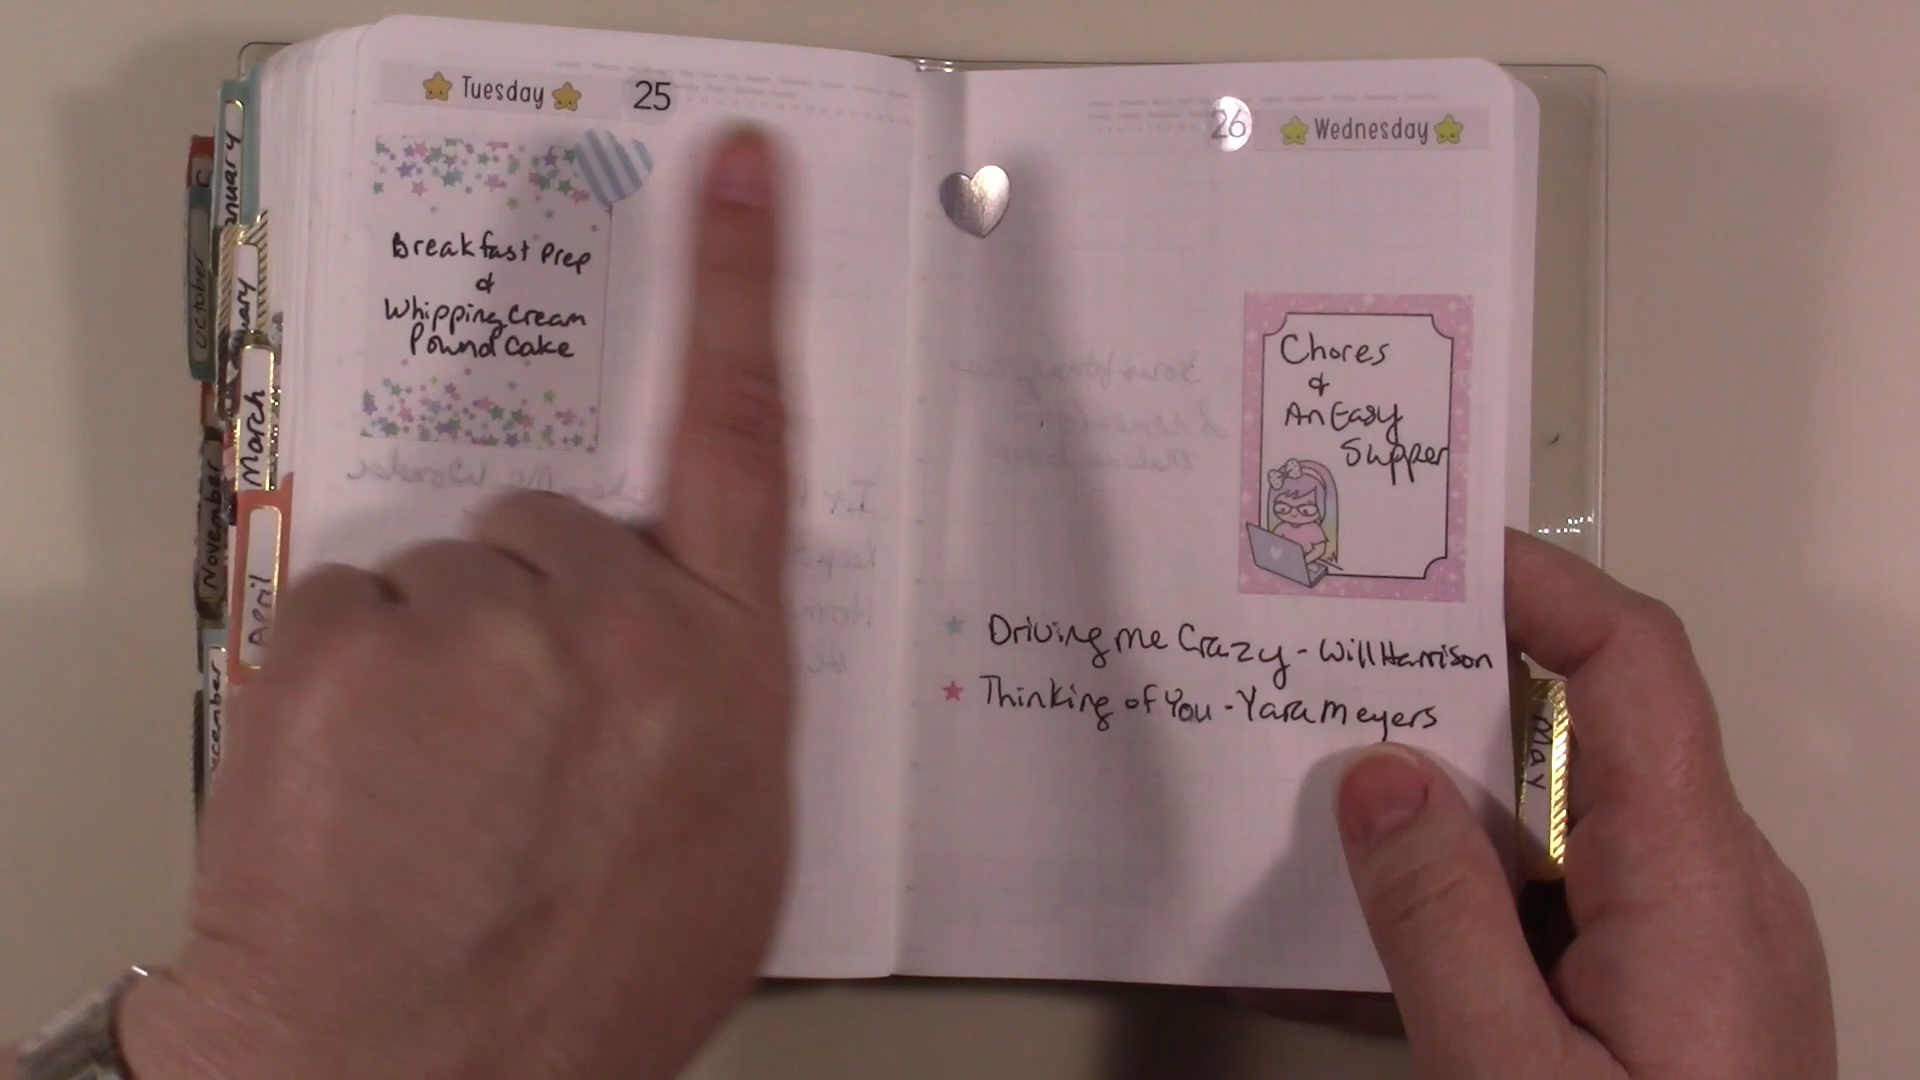 Tuesday 25
Breakfast Prep
&
Whipping Cream
Pound Cake
26 Wednesday
Chores
&
An Easy
Supper
Driving me Crazy - Will Harrison
Thinking of You - Yara Meyers
October
November
December
January
March
April
May